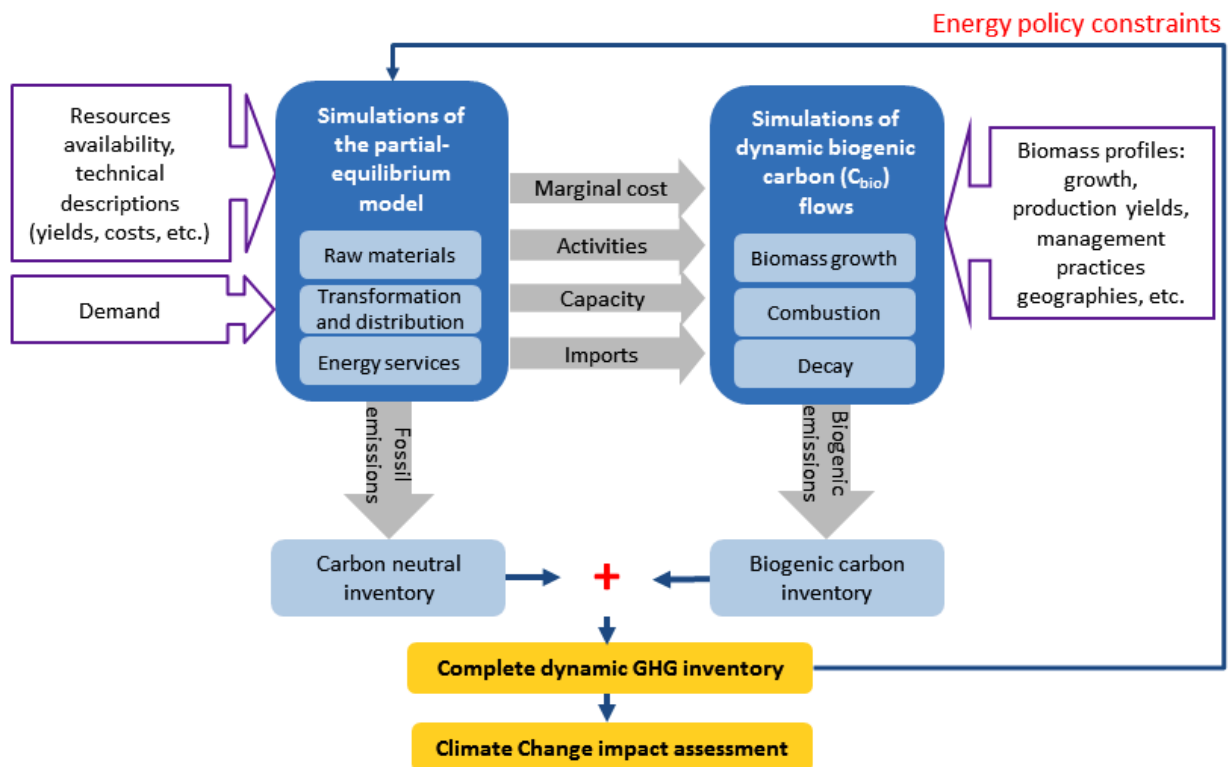 Energy policy constraints
Resources
availability,
technical
descriptions
(yields, costs, etc.)
Demand
Simulations of
the partial-
equilibrium
model
Raw materials
Transformation
and distribution
Energy services
Marginal cost
Activities
Capacity
Imports
Simulations of
dynamic biogenic
carbon (Cbio)
flows
Biomass growth
Combustion
Decay
Biomass profiles:
growth,
production yields,
management
practices
geographies, etc.
Fossil
emissions
Biogenic
emissions
Carbon neutral
inventory
+
Biogenic carbon
inventory
Complete dynamic GHG inventory
Climate Change impact assessment